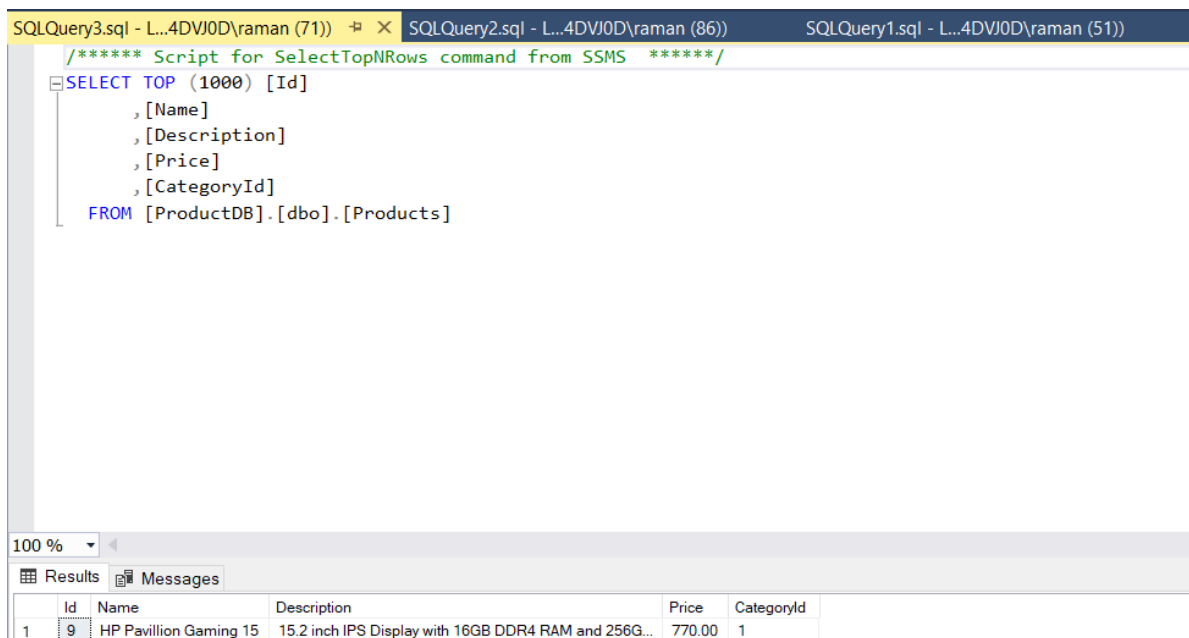 SQLQuery3.sql - L...4DVJ0D\raman (71)) SQLQuery2.sql - L...4DVJ0D\raman (86)) SQLQuery1.sql - L...4DVJ0D\raman (51))
/****** Script for SelectTopNRows command from SSMS  ******/
SELECT TOP (1000) [Id]
,[Name]
,[Description]
,[Price]
,[CategoryId]
FROM [ProductDB].[dbo].[Products]
100 %
Results Messages
Id Name Description Price CategoryId
1 9 HP Pavillion Gaming 15 15.2 inch IPS Display with 16GB DDR4 RAM and 256G... 770.00 1